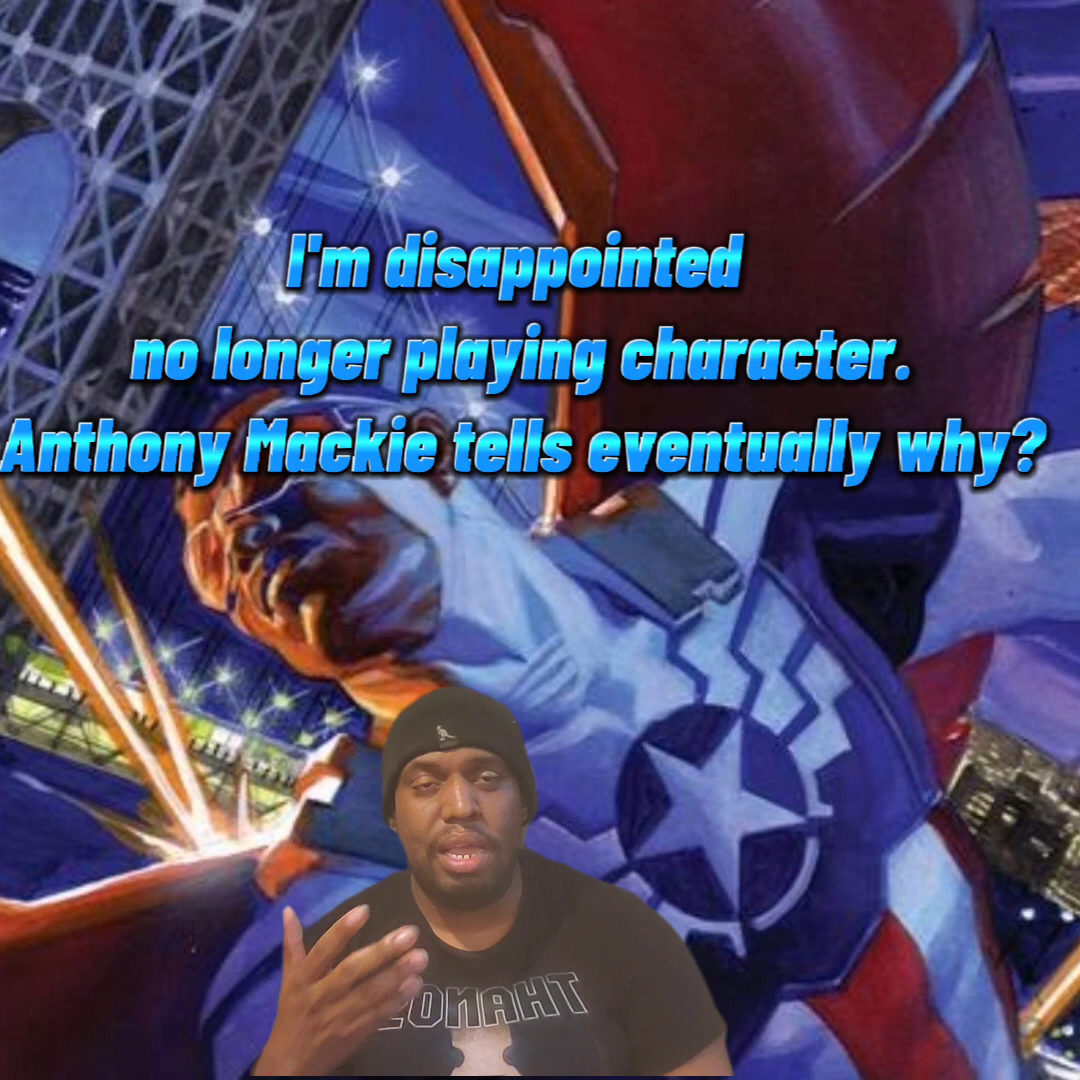 I'm disappointed
no longer playing character.
Anthony Mackie tells eventually why?